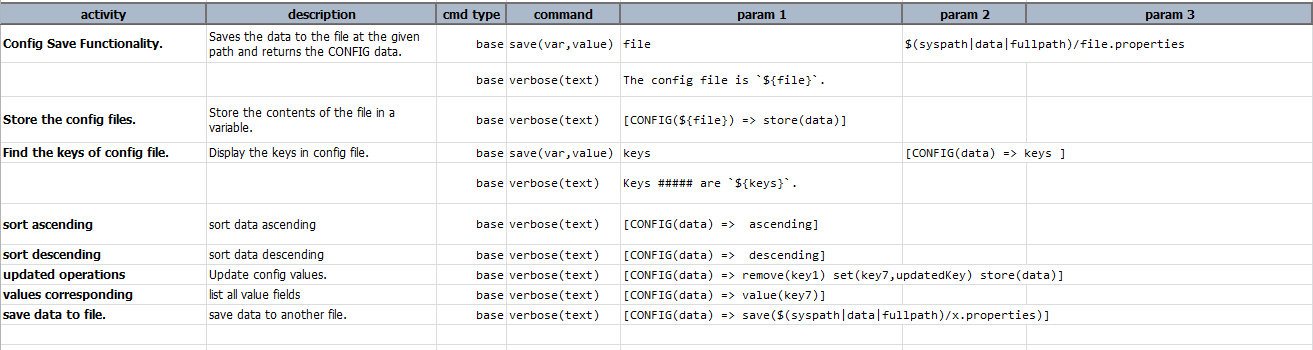 activity description cmd type command param 1 param 2 param 3
Config Save Functionality. Saves the data to the file at the given path and returns the CONFIG data. base save(var,value) file $(syspath|data|fullpath)/file.properties
base verbose(text) The config file is `${file}`.
Store the config files. Store the contents of the file in a variable. base verbose(text) [CONFIG(${file}) => store(data)]
Find the keys of config file. Display the keys in config file. base save(var,value) keys [CONFIG(data) => keys ]
base verbose(text) Keys ##### are `${keys}`.
sort ascending sort data ascending base verbose(text) [CONFIG(data) =>  ascending]
sort descending sort data descending base verbose(text) [CONFIG(data) =>  descending]
updated operations Update config values. base verbose(text) [CONFIG(data) => remove(key1) set(key7,updatedKey) store(data)]
values corresponding list all value fields base verbose(text) [CONFIG(data) => value(key7)]
save data to file. save data to another file. base verbose(text) [CONFIG(data) => save($(syspath|data|fullpath)/x.properties)]